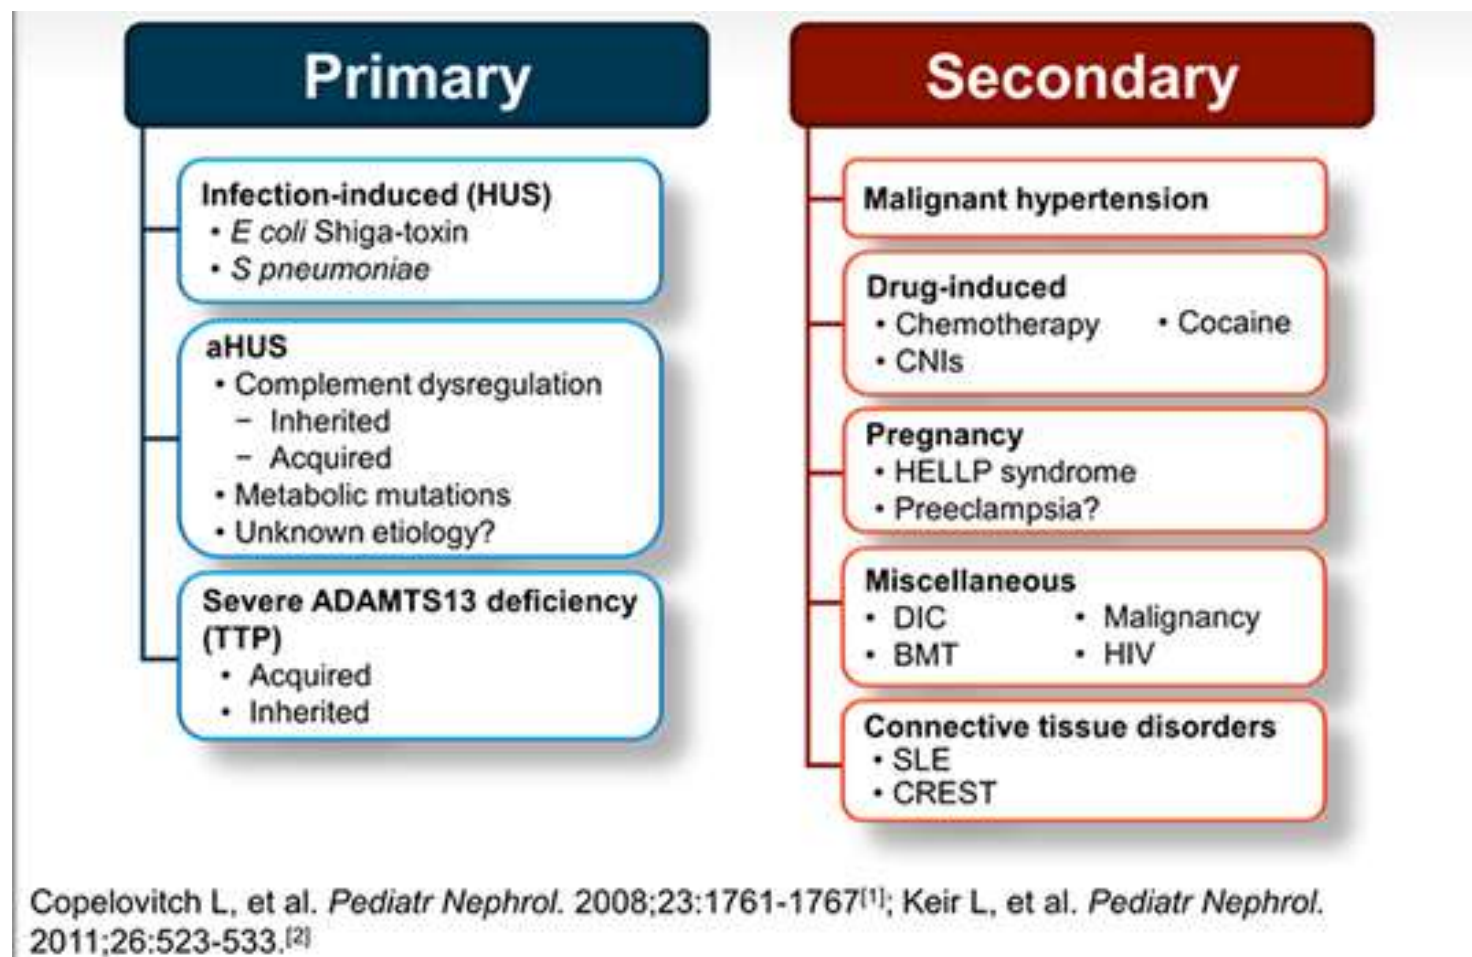 Primary
Infection-induced (HUS)
• E coli Shiga-toxin
• S pneumoniae
aHUS
• Complement dysregulation
− Inherited
− Acquired
• Metabolic mutations
• Unknown etiology?
Severe ADAMTS13 deficiency
(TTP)
• Acquired
• Inherited
Secondary
Malignant hypertension
Drug-induced
• Chemotherapy • Cocaine
• CNIs
Pregnancy
• HELLP syndrome
• Preeclampsia?
Miscellaneous
• DIC • Malignancy
• BMT • HIV
Connective tissue disorders
• SLE
• CREST
Copelovitch L, et al. Pediatr Nephrol. 2008;23:1761-1767[1]; Keir L, et al. Pediatr Nephrol.
2011;26:523-533.[2]